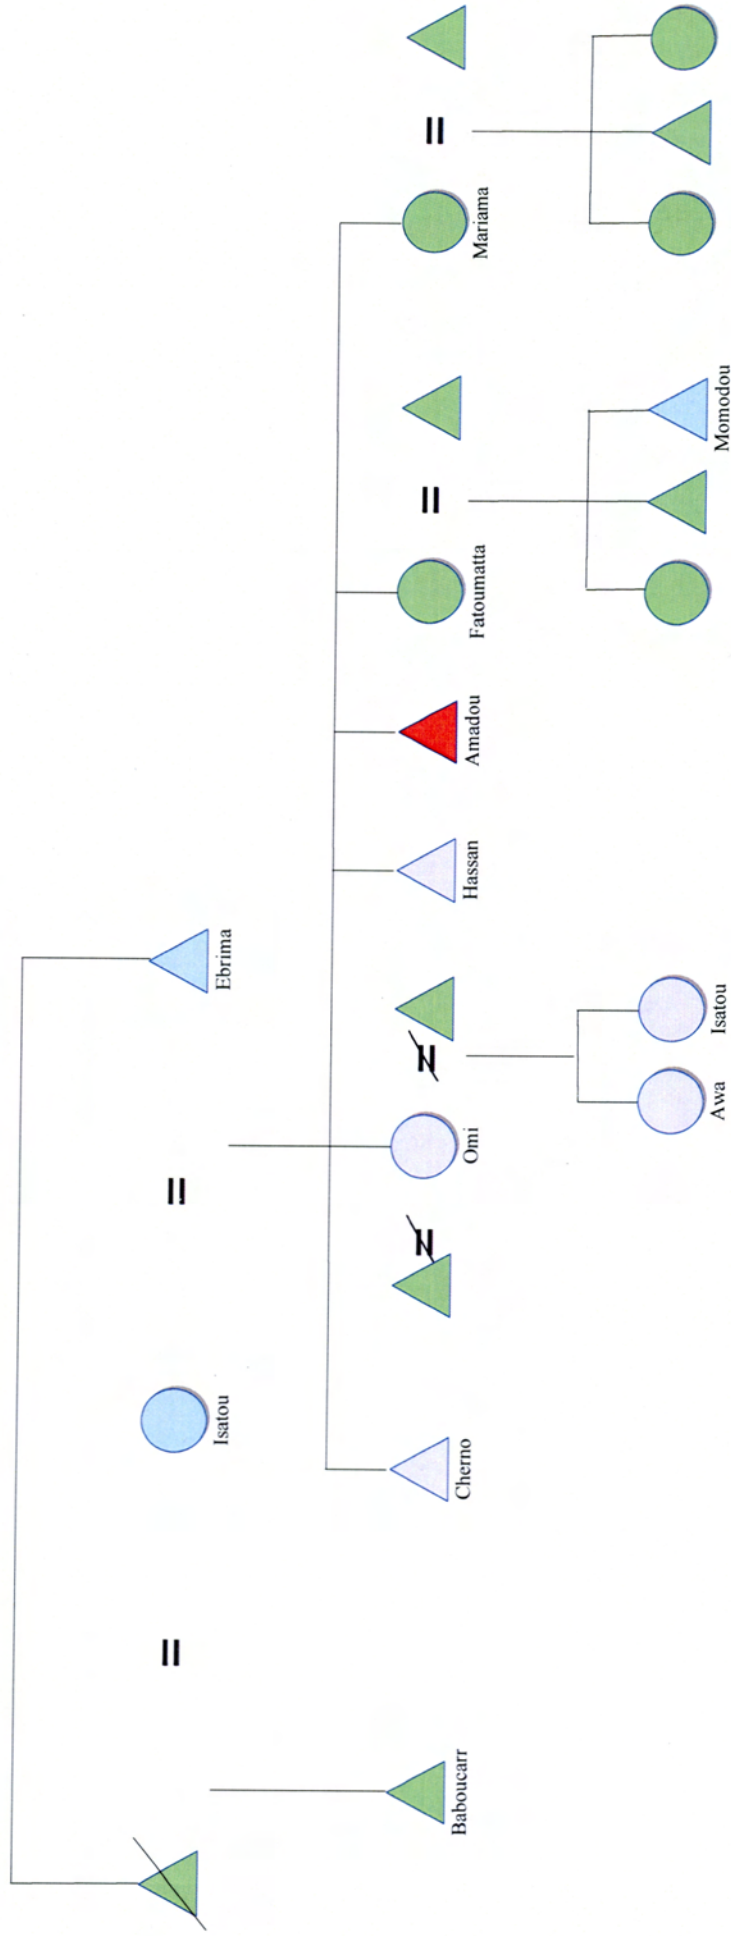 Isatou
Ebrima
Baboucarr
Cherno
Omi
Hassan
Amadou
Fatoumatta
Mariama
Awa
Isatou
Momodou